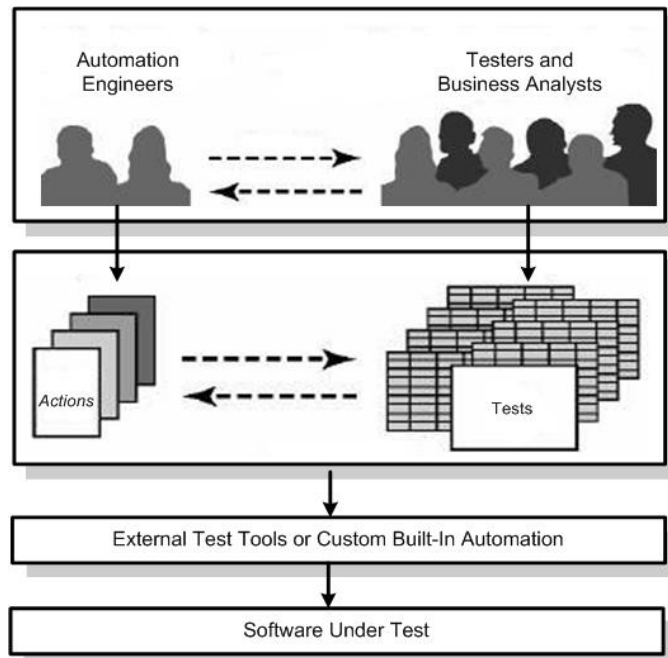 Automation
Engineers
Testers and
Business Analysts
Actions
Tests
External Test Tools or Custom Built-In Automation
Software Under Test